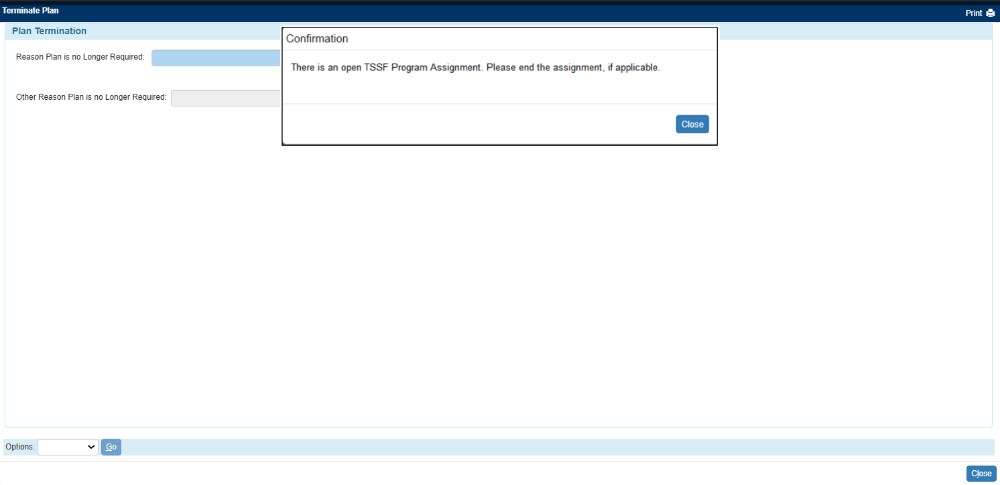 Terminate Plan
Print
Plan Termination
Confirmation
Reason Plan is no Longer Required:
There is an open TSSF Program Assignment. Please end the assignment, if applicable.
Other Reason Plan is no Longer Required:
Close
Options:
Go
Close